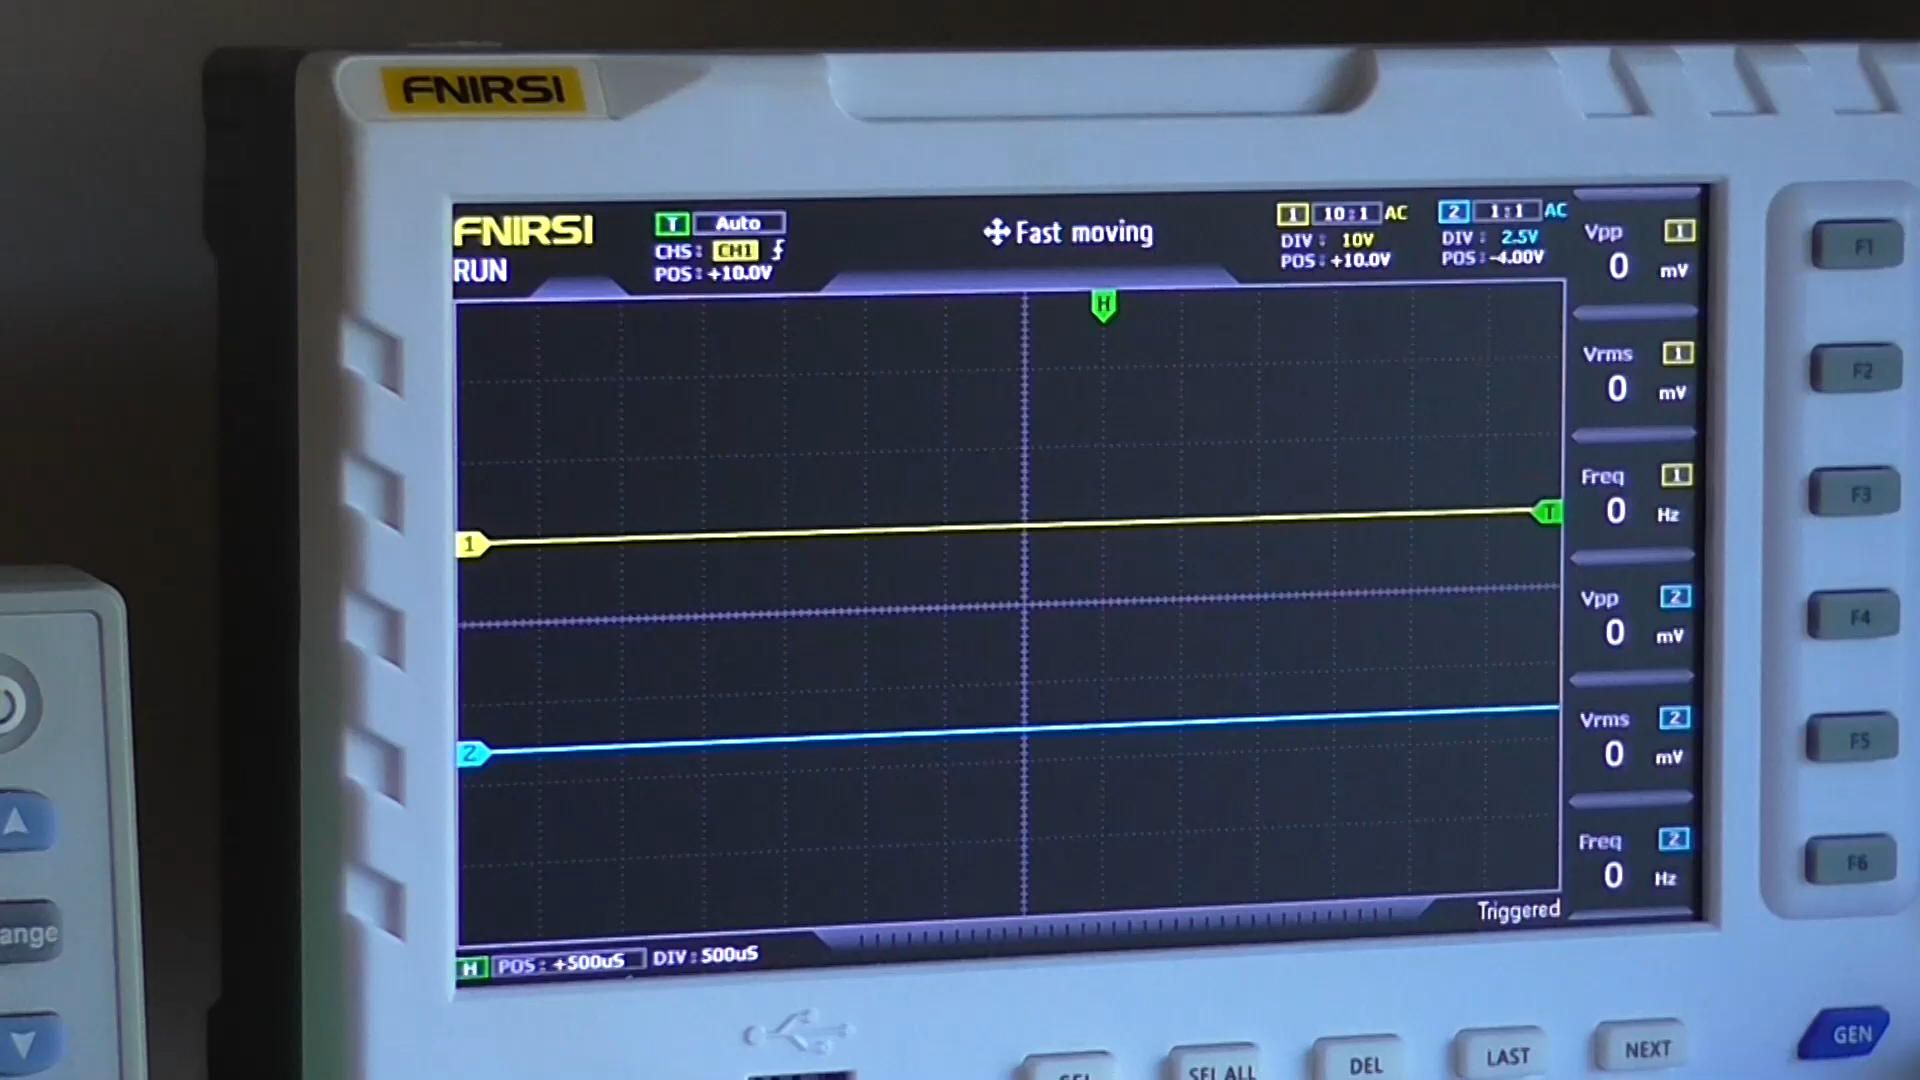 FNIRSI
FNIRSI
RUN
T Auto
CHS: CH1
POS: +10.0V
Fast moving
1 10:1 AC
DIV: 10V
POS: +10.0V
2 1:1 AC
DIV: 2.5V
POS: -4.00V
H
1
T
2
Vpp 1
0 mV
Vrms 1
0 mV
Freq 1
0 Hz
Vpp 2
0 mV
Vrms 2
0 mV
Freq 2
0 Hz
Triggered
H POS: +500uS DIV: 500uS
F1
F2
F3
F4
F5
F6
ange
SEL
SEL ALL
DEL
LAST
NEXT
GEN